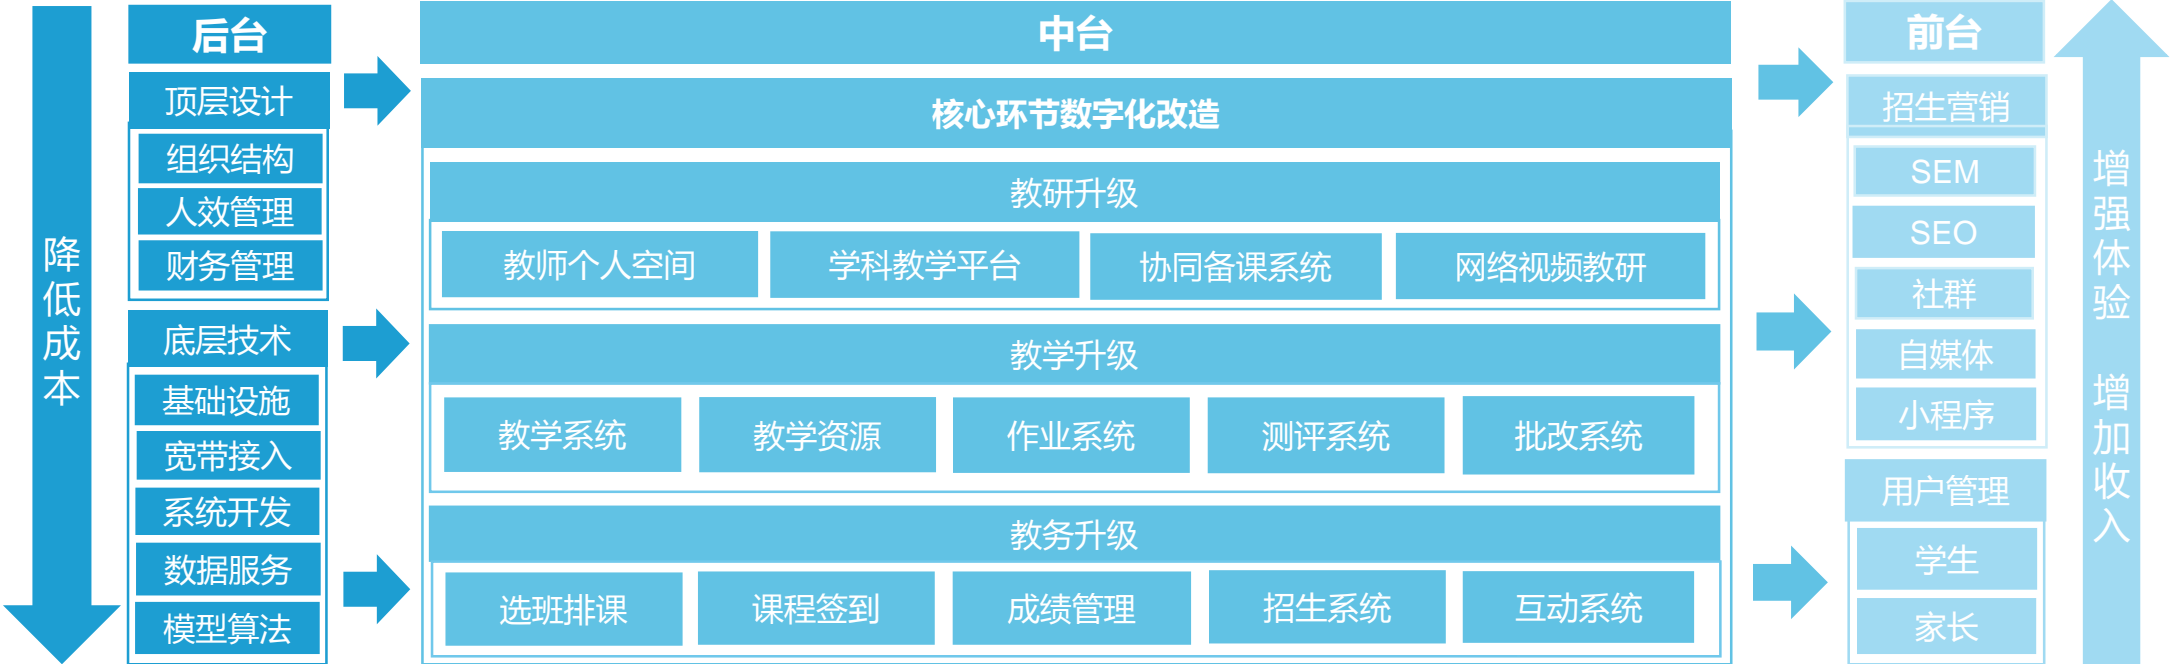 降低成本
后台
顶层设计
组织结构
人效管理
财务管理
底层技术
基础设施
宽带接入
系统开发
数据服务
模型算法
中台
核心环节数字化改造
教研升级
教师个人空间
学科教学平台
协同备课系统
网络视频教研
教学升级
教学系统
教学资源
作业系统
测评系统
批改系统
教务升级
选班排课
课程签到
成绩管理
招生系统
互动系统
前台
招生营销
SEM
SEO
社群
自媒体
小程序
用户管理
学生
家长
增强体验 增加收入